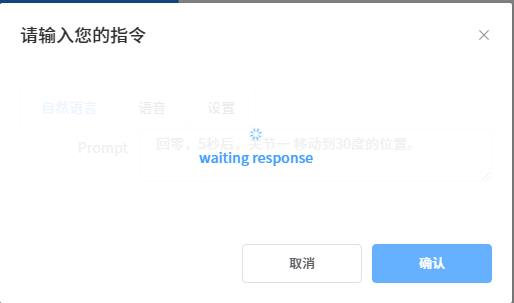 请输入您的指令
自然语言 语音 设置
Prompt 回零，5秒后，关节一 移动到30度的位置。
waiting response
取消 确认